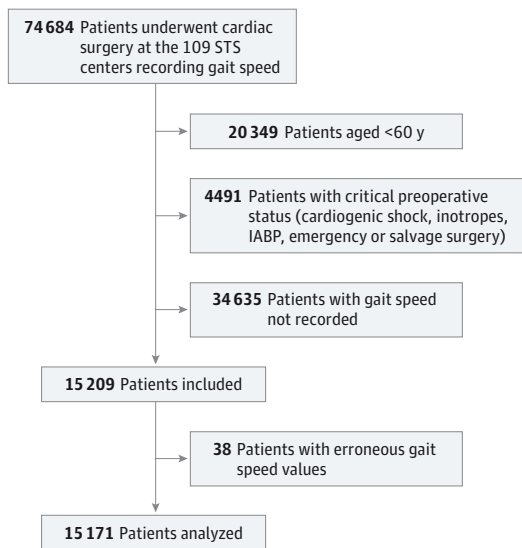 74 684 Patients underwent cardiac
surgery at the 109 STS
centers recording gait speed
20 349 Patients aged <60 y
4491 Patients with critical preoperative
status (cardiogenic shock, inotropes,
IABP, emergency or salvage surgery)
34 635 Patients with gait speed
not recorded
15 209 Patients included
38 Patients with erroneous gait
speed values
15 171 Patients analyzed